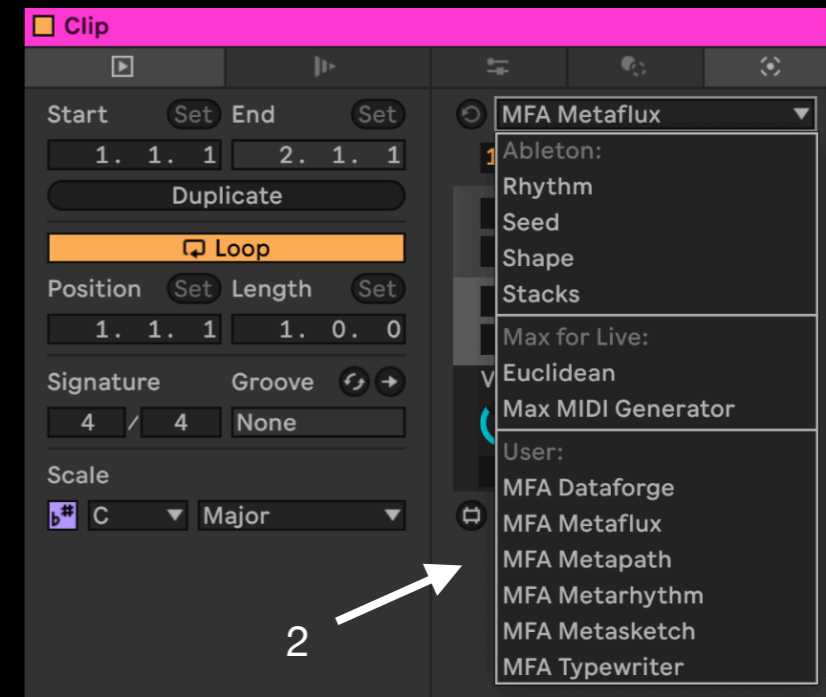 Clip
Start Set End Set
1. 1. 1 2. 1. 1
Duplicate
Loop
Position Set Length Set
1. 1. 1 1. 0. 0
Signature Groove
4 / 4 None
Scale
b# C Major
MFA Metaflux
1
Ableton:
Rhythm
Seed
Shape
Stacks
Max for Live:
V
Euclidean
Max MIDI Generator
User:
MFA Dataforge
MFA Metaflux
MFA Metapath
MFA Metarhythm
MFA Metasketch
MFA Typewriter
2